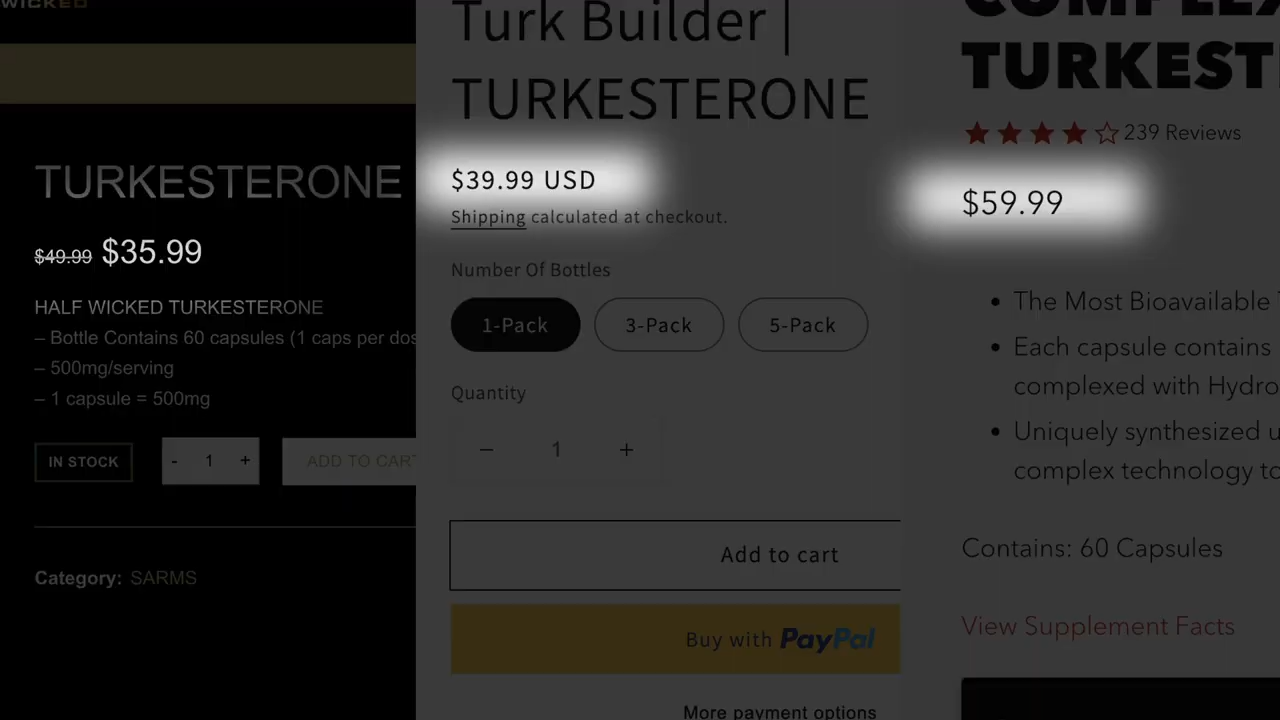 WICKED
TURKESTERONE
$49.99 $35.99
HALF WICKED TURKESTERONE
– Bottle Contains 60 capsules (1 caps per dos
– 500mg/serving
– 1 capsule = 500mg
IN STOCK
- 1 +
ADD TO CART
Category: SARMS
Turk Builder |
TURKESTERONE
$39.99 USD
Shipping calculated at checkout.
Number Of Bottles
1-Pack 3-Pack 5-Pack
Quantity
− 1 +
Add to cart
Buy with PayPal
More payment options
COMPLEX
TURKEST
239 Reviews
$59.99
• The Most Bioavailable
• Each capsule contains
complexed with Hydro
• Uniquely synthesized u
complex technology to
Contains: 60 Capsules
View Supplement Facts